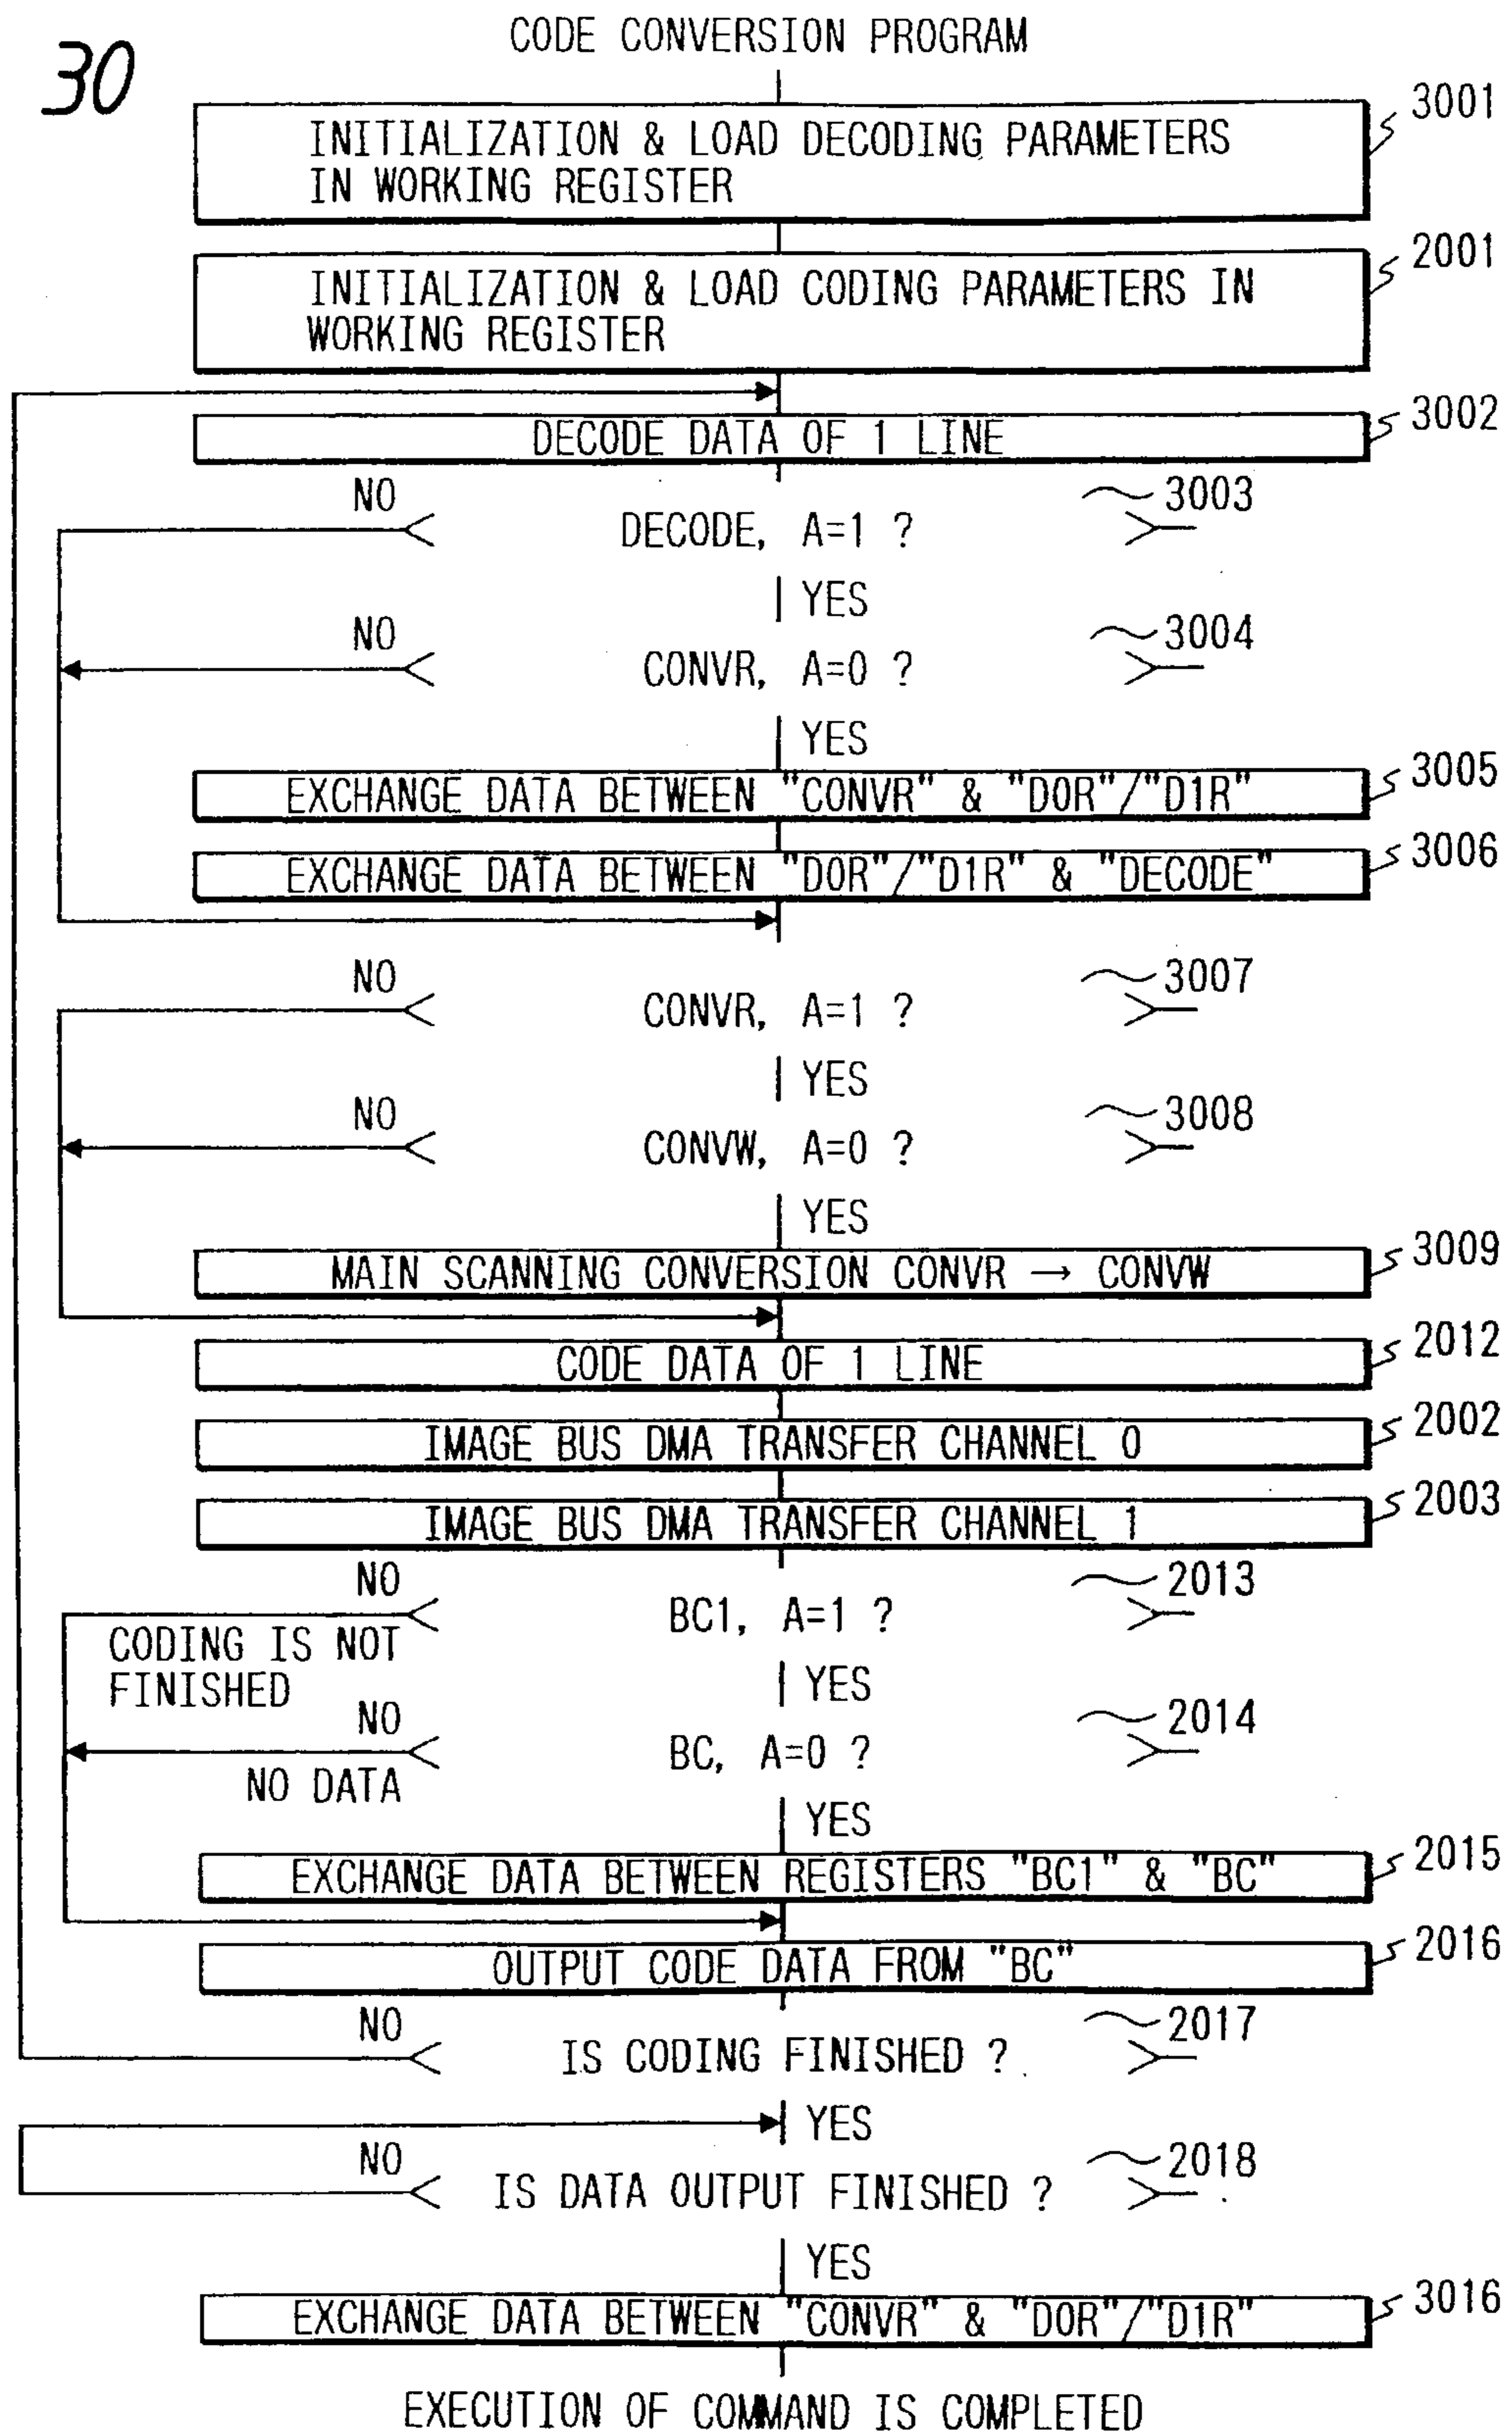 CODE CONVERSION PROGRAM
30
3001
INITIALIZATION & LOAD DECODING PARAMETERS
IN WORKING REGISTER
2001
INITIALIZATION & LOAD CODING PARAMETERS IN
WORKING REGISTER
3002
DECODE DATA OF 1 LINE
NO
3003
DECODE, A=1 ?
YES
NO
3004
CONVR, A=0 ?
YES
3005
EXCHANGE DATA BETWEEN "CONVR" & "D0R"/"D1R"
3006
EXCHANGE DATA BETWEEN "D0R"/"D1R" & "DECODE"
NO
3007
CONVR, A=1 ?
YES
NO
3008
CONVW, A=0 ?
YES
3009
MAIN SCANNING CONVERSION CONVR → CONVW
2012
CODE DATA OF 1 LINE
2002
IMAGE BUS DMA TRANSFER CHANNEL 0
2003
IMAGE BUS DMA TRANSFER CHANNEL 1
NO
2013
BC1, A=1 ?
CODING IS NOT
FINISHED
YES
NO
2014
BC, A=0 ?
NO DATA
YES
2015
EXCHANGE DATA BETWEEN REGISTERS "BC1" & "BC"
2016
OUTPUT CODE DATA FROM "BC"
NO
2017
IS CODING FINISHED ?
YES
NO
2018
IS DATA OUTPUT FINISHED ?
YES
3016
EXCHANGE DATA BETWEEN "CONVR" & "D0R"/"D1R"
EXECUTION OF COMMAND IS COMPLETED